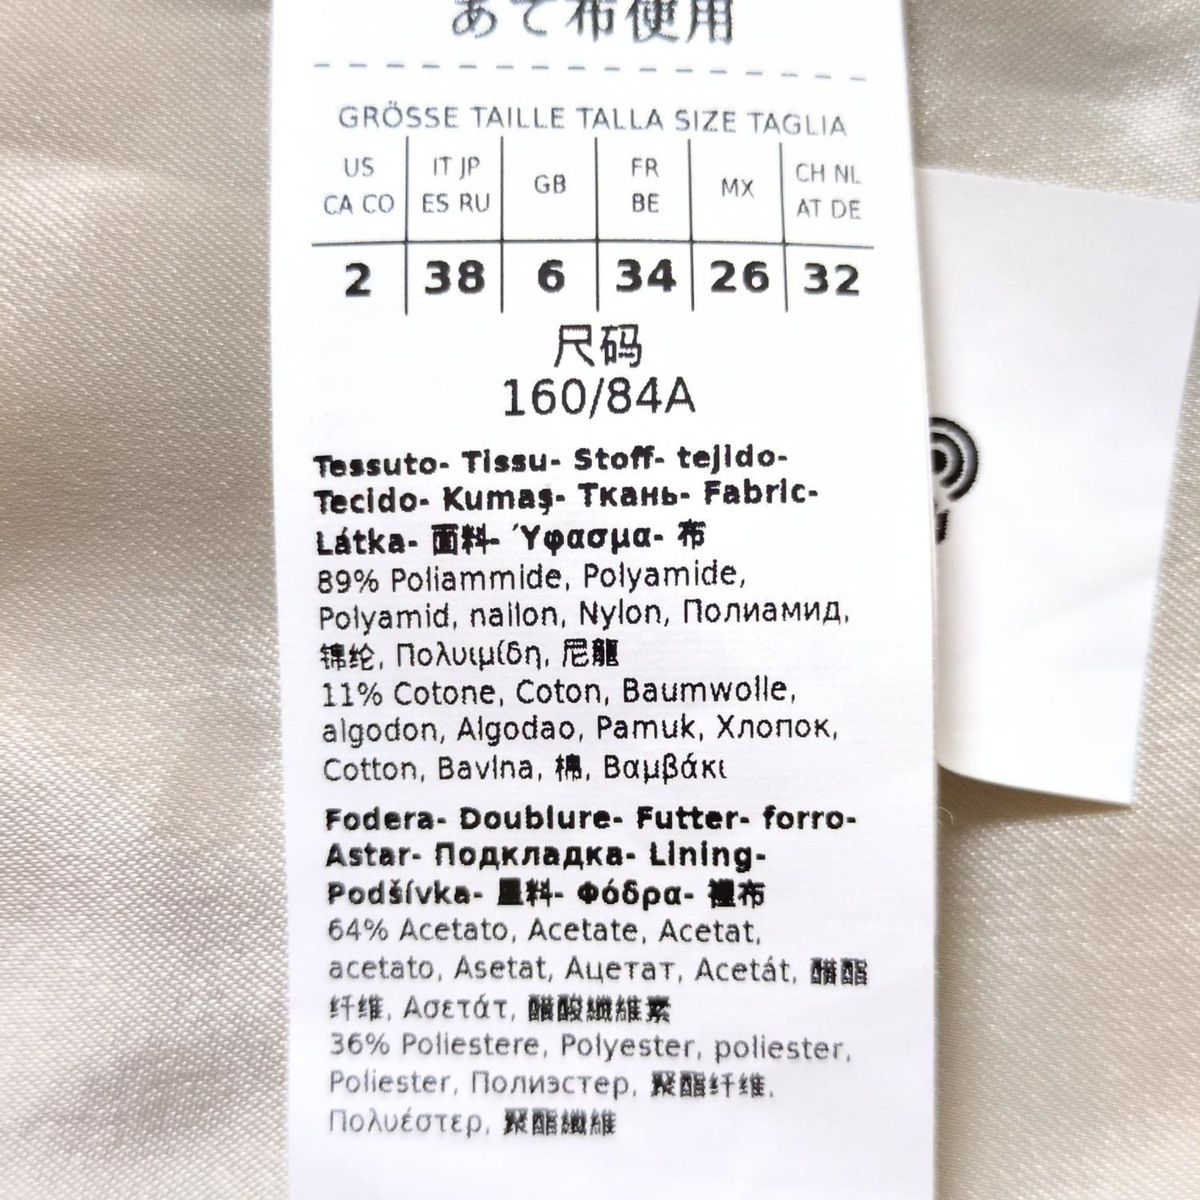 あて布使用
GRÖSSE TAILLE TALLA SIZE TAGLIA
US CA CO
IT JP ES RU
GB
FR BE
MX
CH NL AT DE
2 38 6 34 26 32
尺码
160/84A
Tessuto- Tissu- Stoff- tejido-
Tecido- Kumaş- Ткань- Fabric-
Látka- 面料- Ύφασμα- 布
89% Poliammide, Polyamide,
Polyamid, nailon, Nylon, Полиамид,
锦纶, Πολυιμίδη, 尼龍
11% Cotone, Coton, Baumwolle,
algodon, Algodao, Pamuk, Хлопок,
Cotton, Bavlna, 棉, Βαμβάκι
Fodera- Doublure- Futter- forro-
Astar- Подкладка- Lining-
Podšívka- 里料- Φόδρα- 裡布
64% Acetato, Acetate, Acetat,
acetato, Asetat, Ацетат, Acetát, 醋酯
纤维, Ασετάτ, 醋酸纖維素
36% Poliestere, Polyester, poliester,
Poliester, Полиэстер, 聚酯纤维,
Πολυέστερ, 聚酯纖維